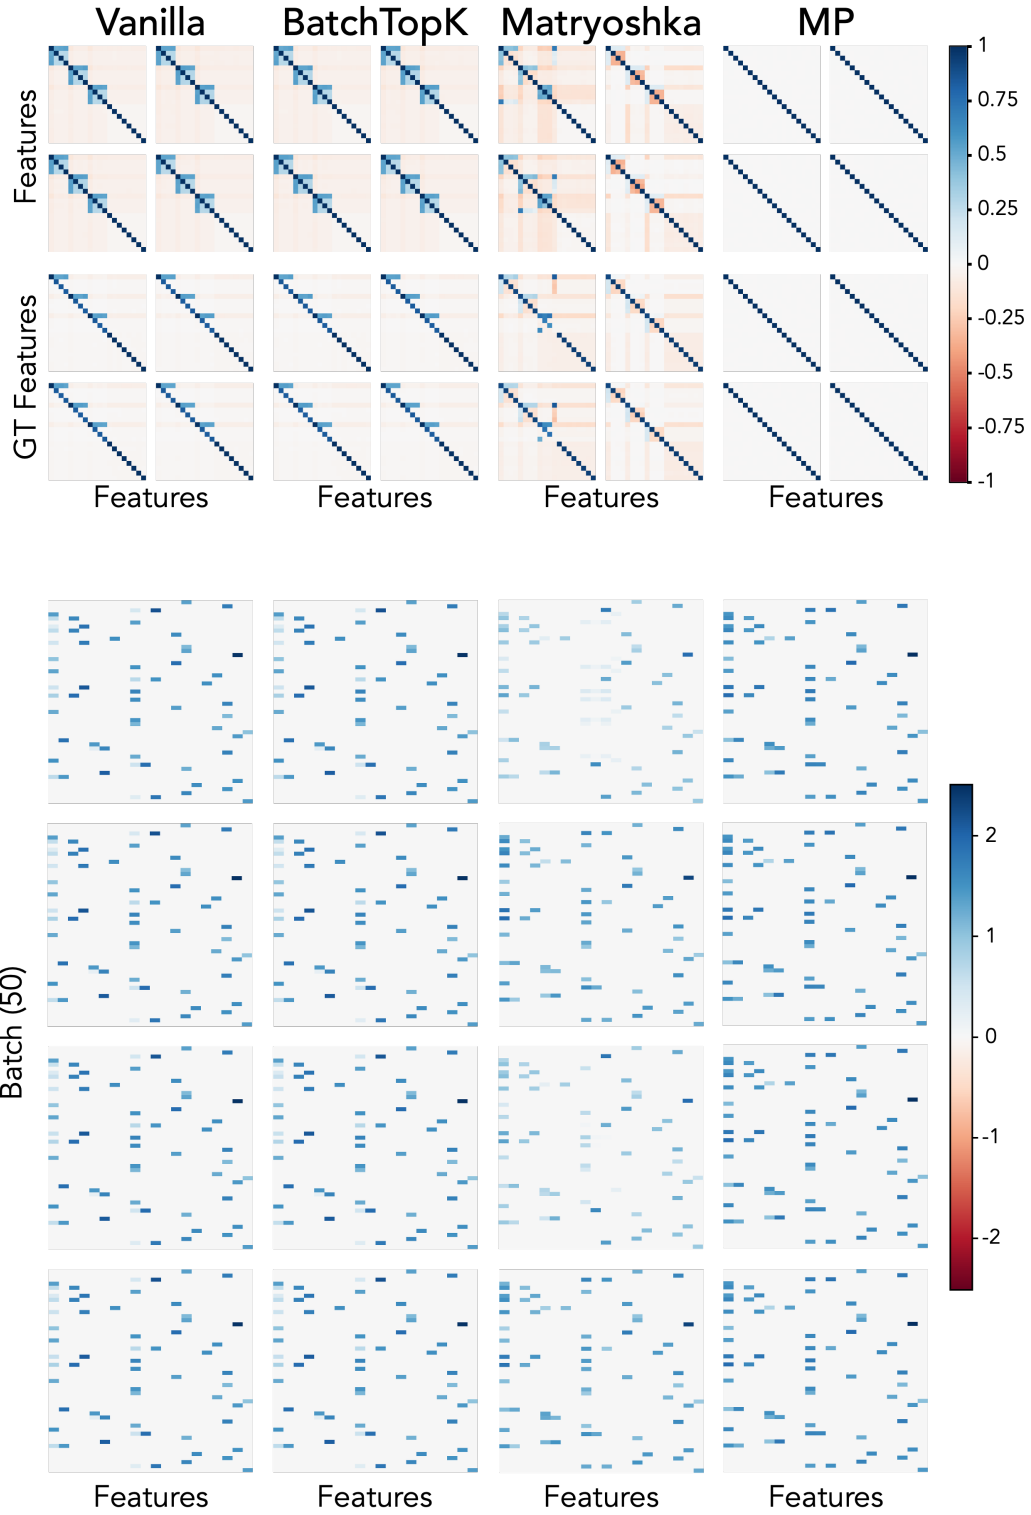 Vanilla BatchTopK Matryoshka MP
Features
GT Features
1
0.75
0.5
0.25
0
-0.25
-0.5
-0.75
-1
Features Features Features Features
Batch (50)
2
1
0
-1
-2
Features Features Features Features